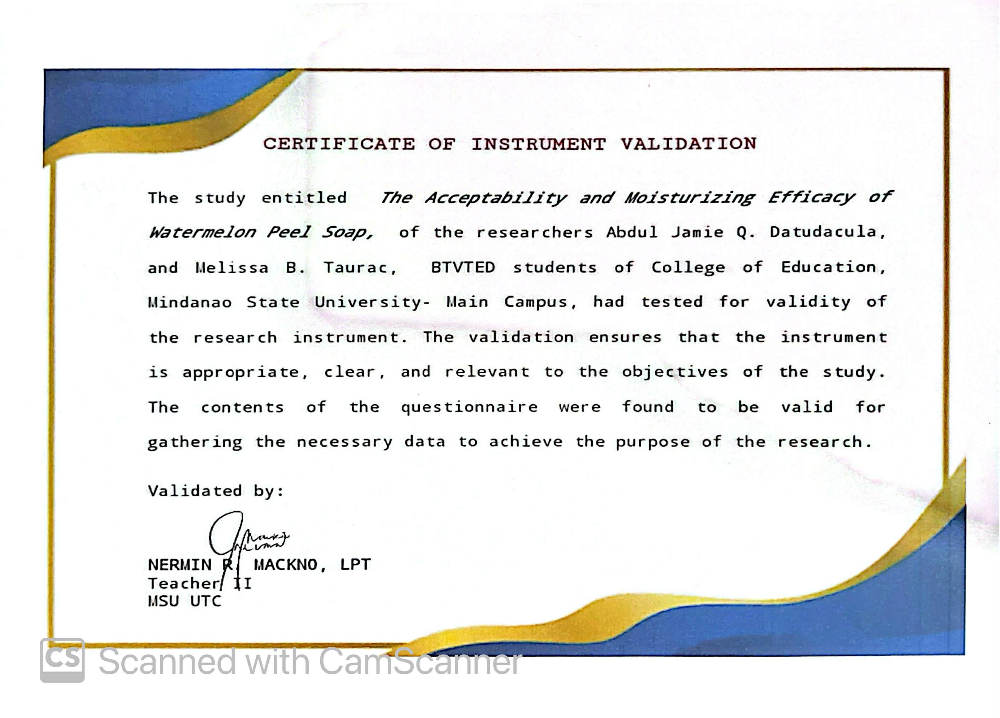 CERTIFICATE OF INSTRUMENT VALIDATION
The study entitled The Acceptability and Moisturizing Efficacy of
Watermelon Peel Soap, of the researchers Abdul Jamie Q. Datudacula,
and Melissa B. Taurac, BTVTED students of College of Education,
Mindanao State University- Main Campus, had tested for validity of
the research instrument. The validation ensures that the instrument
is appropriate, clear, and relevant to the objectives of the study.
The contents of the questionnaire were found to be valid for
gathering the necessary data to achieve the purpose of the research.
Validated by:
NERMIN R. MACKNO, LPT
Teacher II
MSU UTC
CS Scanned with CamScanner